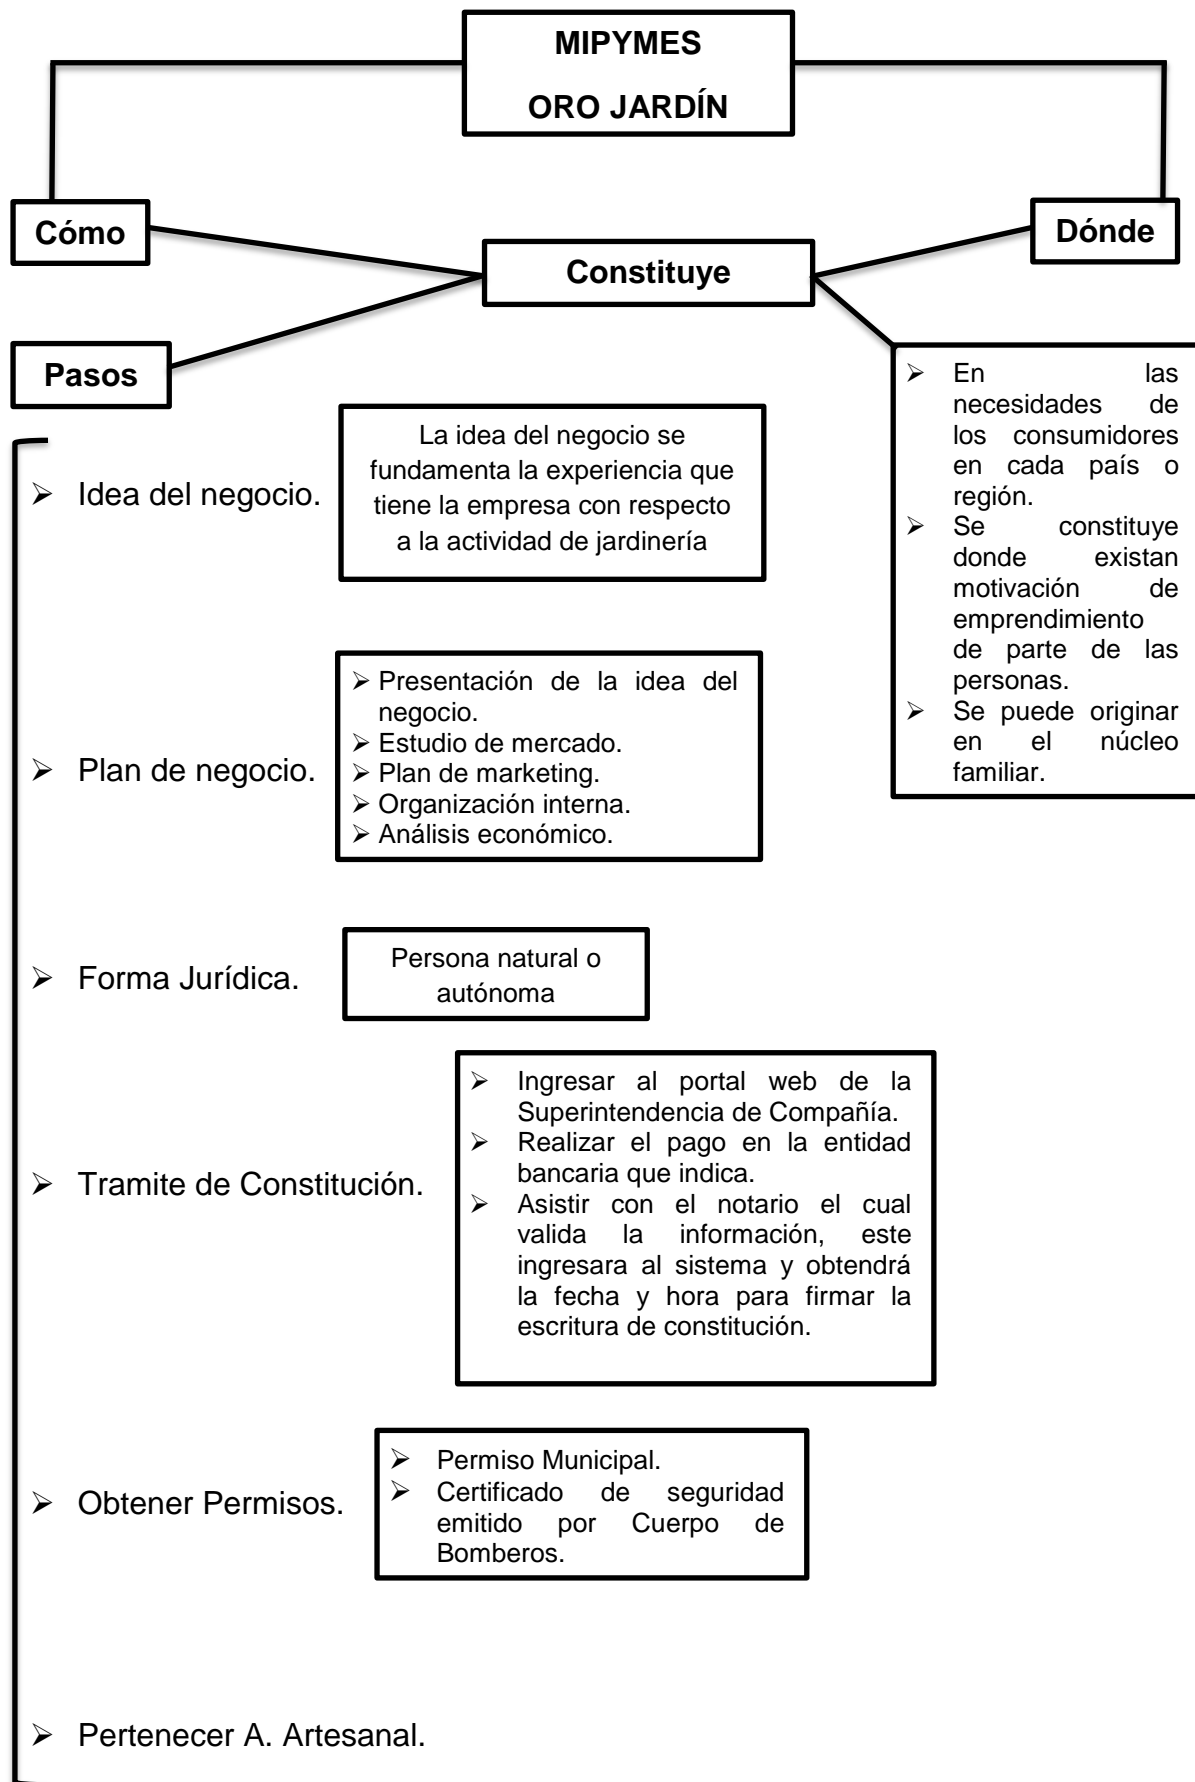 MIPYMES
ORO JARDÍN
Cómo
Dónde
Constituye
Pasos
➢ En las
necesidades de
los consumidores
en cada país o
región.
➢ Se constituye
donde existan
motivación de
emprendimiento
de parte de las
personas.
➢ Se puede originar
en el núcleo
familiar.
➢ Idea del negocio.
La idea del negocio se
fundamenta la experiencia que
tiene la empresa con respecto
a la actividad de jardinería
➢ Plan de negocio.
➢ Presentación de la idea del
negocio.
➢ Estudio de mercado.
➢ Plan de marketing.
➢ Organización interna.
➢ Análisis económico.
➢ Forma Jurídica.
Persona natural o
autónoma
➢ Tramite de Constitución.
➢ Ingresar al portal web de la
Superintendencia de Compañía.
➢ Realizar el pago en la entidad
bancaria que indica.
➢ Asistir con el notario el cual
valida la información, este
ingresara al sistema y obtendrá
la fecha y hora para firmar la
escritura de constitución.
➢ Obtener Permisos.
➢ Permiso Municipal.
➢ Certificado de seguridad
emitido por Cuerpo de
Bomberos.
➢ Pertenecer A. Artesanal.